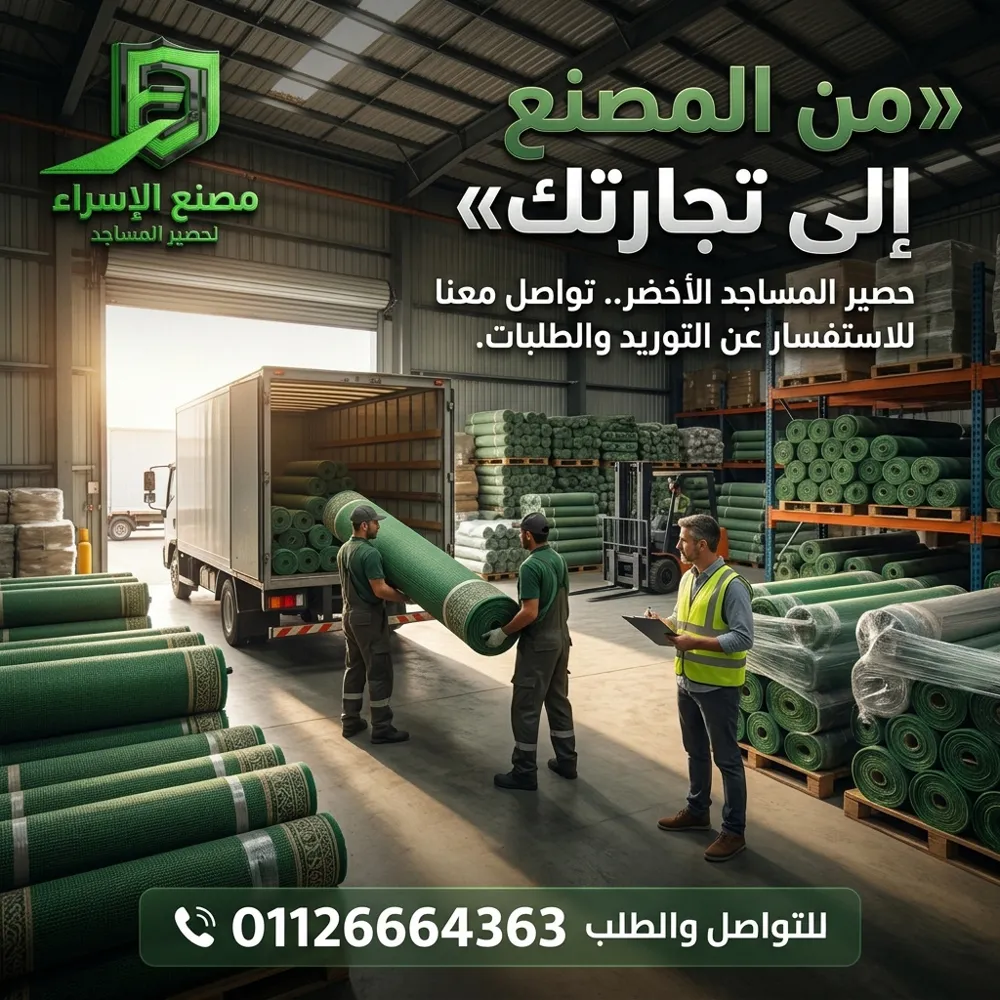 مصنع الإسراء
لحصير المساجد
«من المصنع
إلى تجارتك»
حصير المساجد الأخضر.. تواصل معنا
للاستفسار عن التوريد والطلبات.
للتواصل والطلب 01126664363